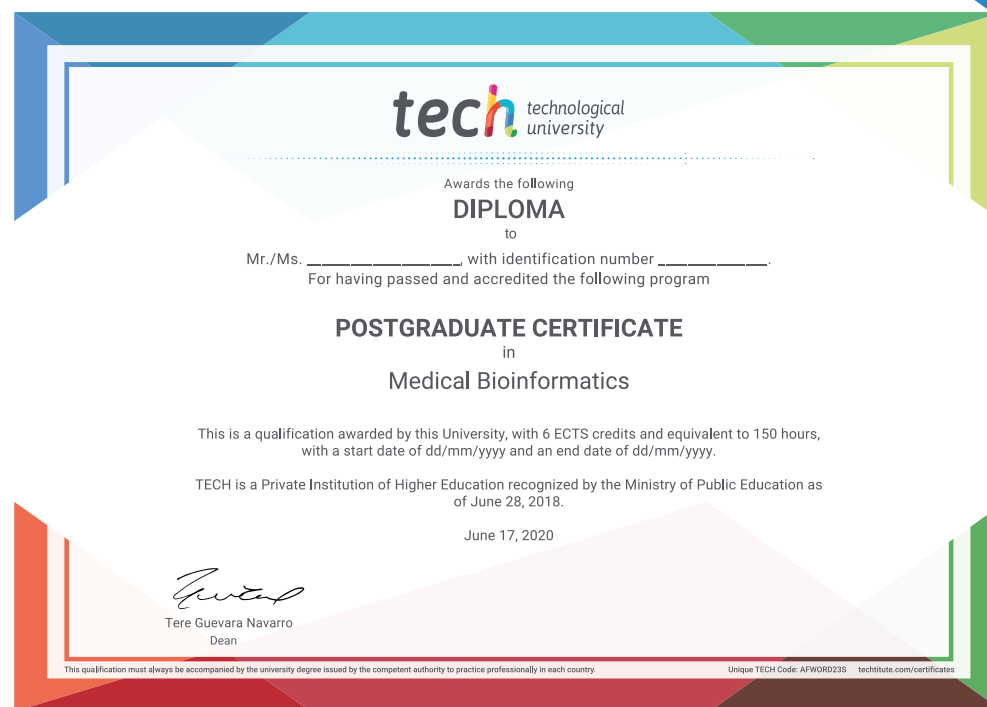 tech technological
university
Awards the following
DIPLOMA
to
Mr./Ms. ____________________, with identification number ______________.
For having passed and accredited the following program
POSTGRADUATE CERTIFICATE
in
Medical Bioinformatics
This is a qualification awarded by this University, with 6 ECTS credits and equivalent to 150 hours,
with a start date of dd/mm/yyyy and an end date of dd/mm/yyyy.
TECH is a Private Institution of Higher Education recognized by the Ministry of Public Education as
of June 28, 2018.
June 17, 2020
Tere Guevara Navarro
Dean
This qualification must always be accompanied by the university degree issued by the competent authority to practice professionally in each country.
Unique TECH Code: AFWORD23S techtitute.com/certificates